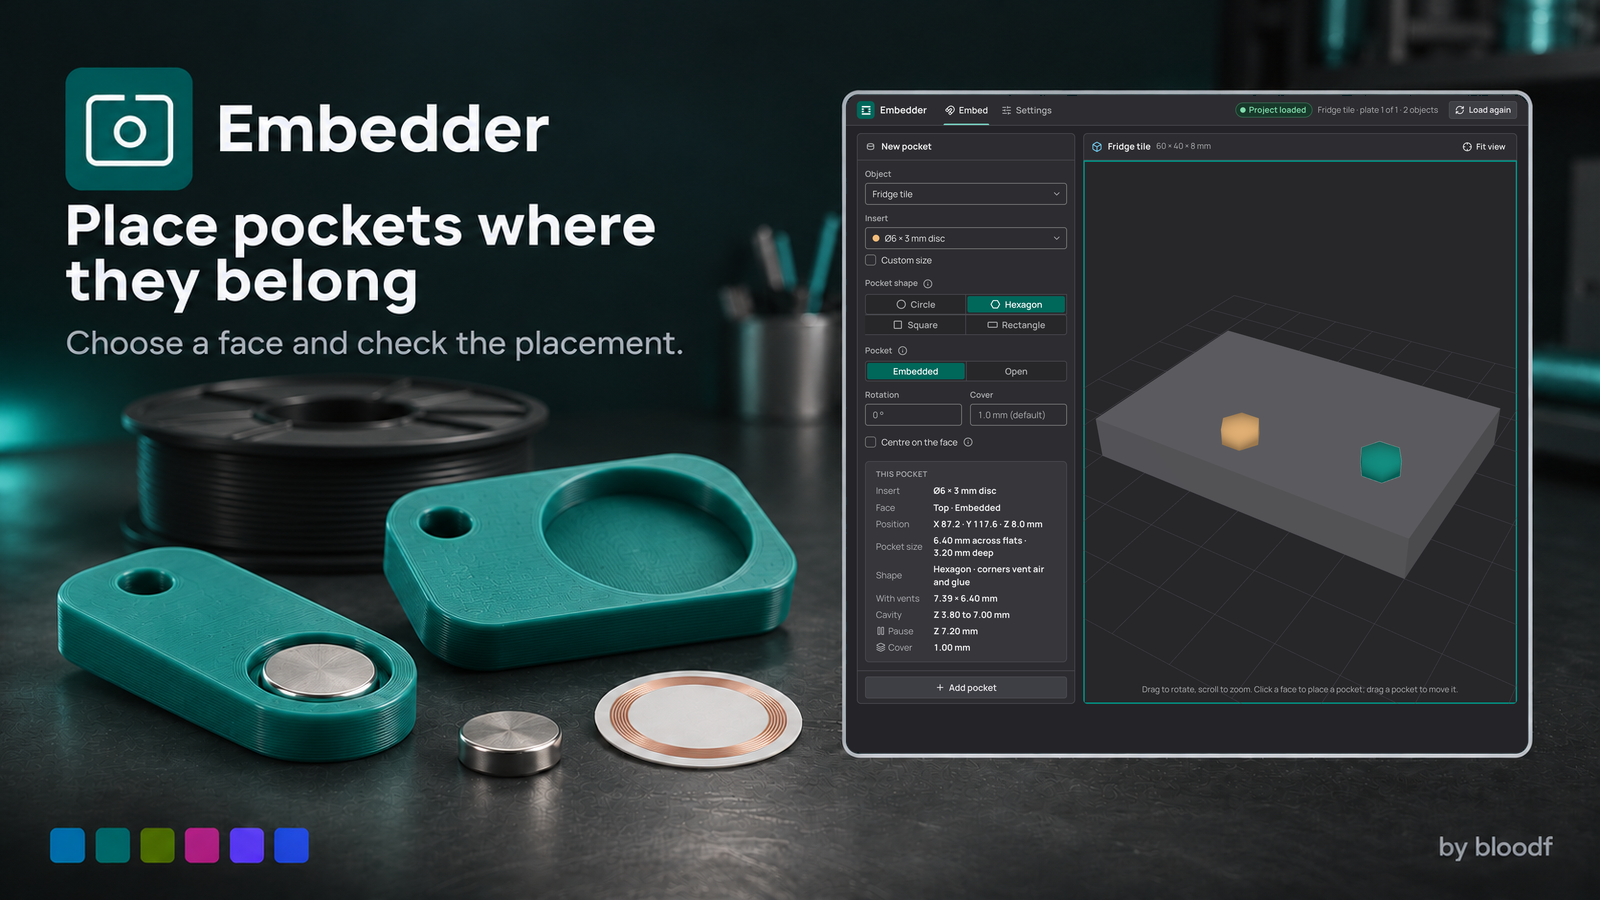 Embedder
Place pockets where
they belong
Choose a face and check the placement.
Embedder
Embed
Settings
Project loaded
Fridge tile · plate 1 of 1 · 2 objects
Load again
New pocket
Object
Fridge tile
Insert
Ø6 × 3 mm disc
Custom size
Pocket shape
Circle
Hexagon
Square
Rectangle
Pocket
Embedded
Open
Rotation
Cover
0 °
1.0 mm (default)
Centre on the face
THIS POCKET
Insert Ø6 × 3 mm disc
Face Top · Embedded
Position X 87.2 · Y 117.6 · Z 8.0 mm
Pocket size 6.40 mm across flats ·
3.20 mm deep
Shape Hexagon · corners vent air
and glue
With vents 7.39 × 6.40 mm
Cavity Z 3.80 to 7.00 mm
Pause Z 7.20 mm
Cover 1.00 mm
+ Add pocket
Fridge tile 60 × 40 × 8 mm
Fit view
Drag to rotate, scroll to zoom. Click a face to place a pocket; drag a pocket to move it.
by bloodf